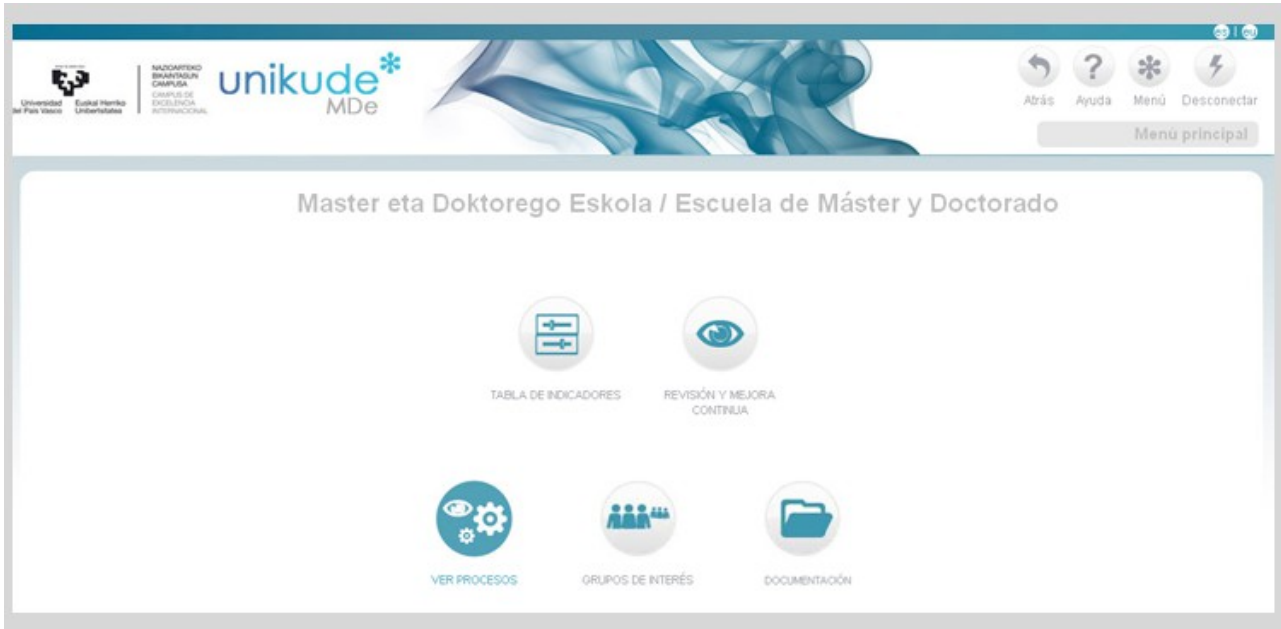 es | eu
Universidad
del País Vasco
Euskal Herriko
Unibertsitatea
NAZIOARTEKO
BIKAINTASUN
CAMPUSA
CAMPUS DE
EXCELENCIA
INTERNACIONAL
unikude*
MDe
Atrás Ayuda Menú Desconectar
Menú principal
Master eta Doktorego Eskola / Escuela de Máster y Doctorado
TABLA DE INDICADORES
REVISIÓN Y MEJORA
CONTINUA
VER PROCESOS
GRUPOS DE INTERÉS
DOCUMENTACIÓN